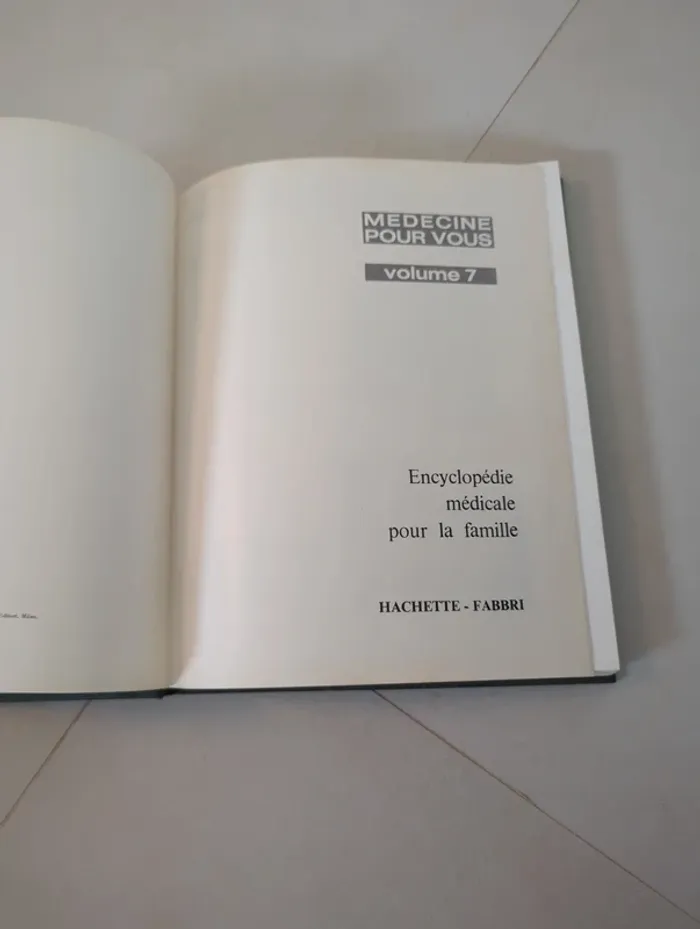 MEDECINE
POUR VOUS
volume 7
Encyclopédie
médicale
pour la famille
HACHETTE - FABBRI